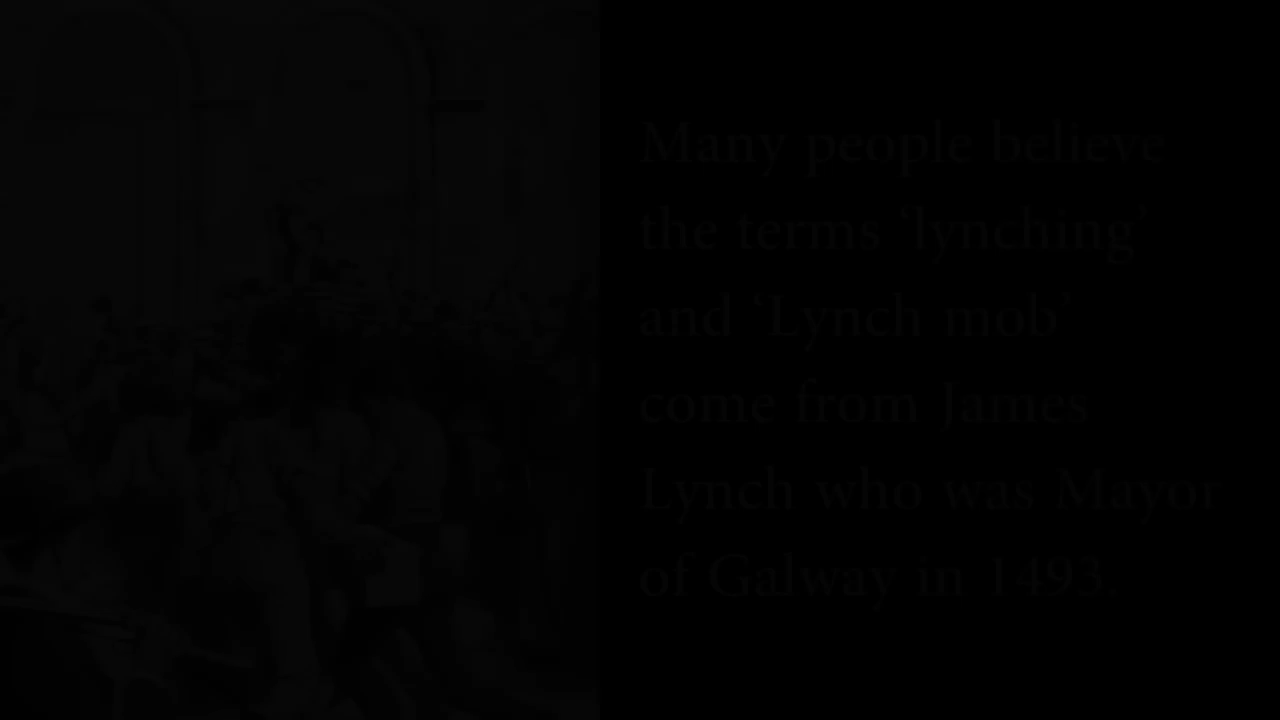 Many people believe
the terms ‘lynching’
and ‘Lynch mob’
come from James
Lynch who was Mayor
of Galway in 1493.